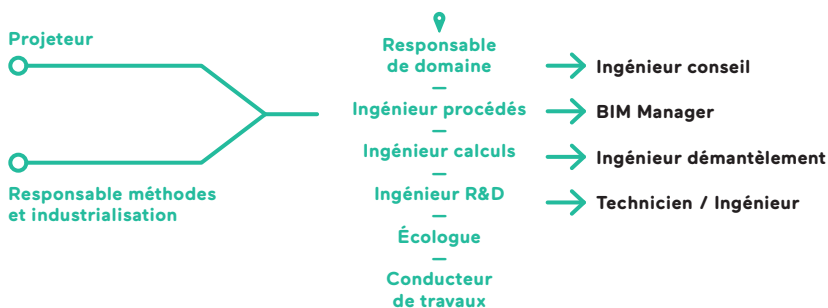 Projeteur
Responsable méthodes
et industrialisation
Responsable
de domaine
—
Ingénieur procédés
—
Ingénieur calculs
—
Ingénieur R&D
—
Écologue
—
Conducteur
de travaux
Ingénieur conseil
BIM Manager
Ingénieur démantèlement
Technicien / Ingénieur